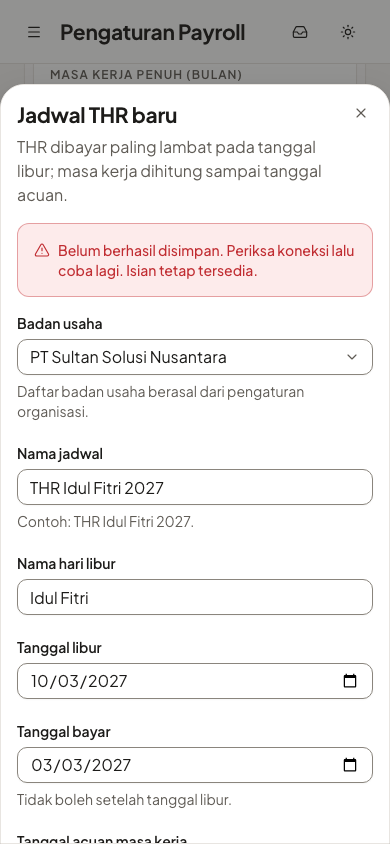 Pengaturan Payroll
MASA KERJA PENUH (BULAN)
Jadwal THR baru
THR dibayar paling lambat pada tanggal
libur; masa kerja dihitung sampai tanggal
acuan.
Belum berhasil disimpan. Periksa koneksi lalu
coba lagi. Isian tetap tersedia.
Badan usaha
PT Sultan Solusi Nusantara
Daftar badan usaha berasal dari pengaturan
organisasi.
Nama jadwal
THR Idul Fitri 2027
Contoh: THR Idul Fitri 2027.
Nama hari libur
Idul Fitri
Tanggal libur
10/03/2027
Tanggal bayar
03/03/2027
Tidak boleh setelah tanggal libur.
Tanggal acuan masa kerja